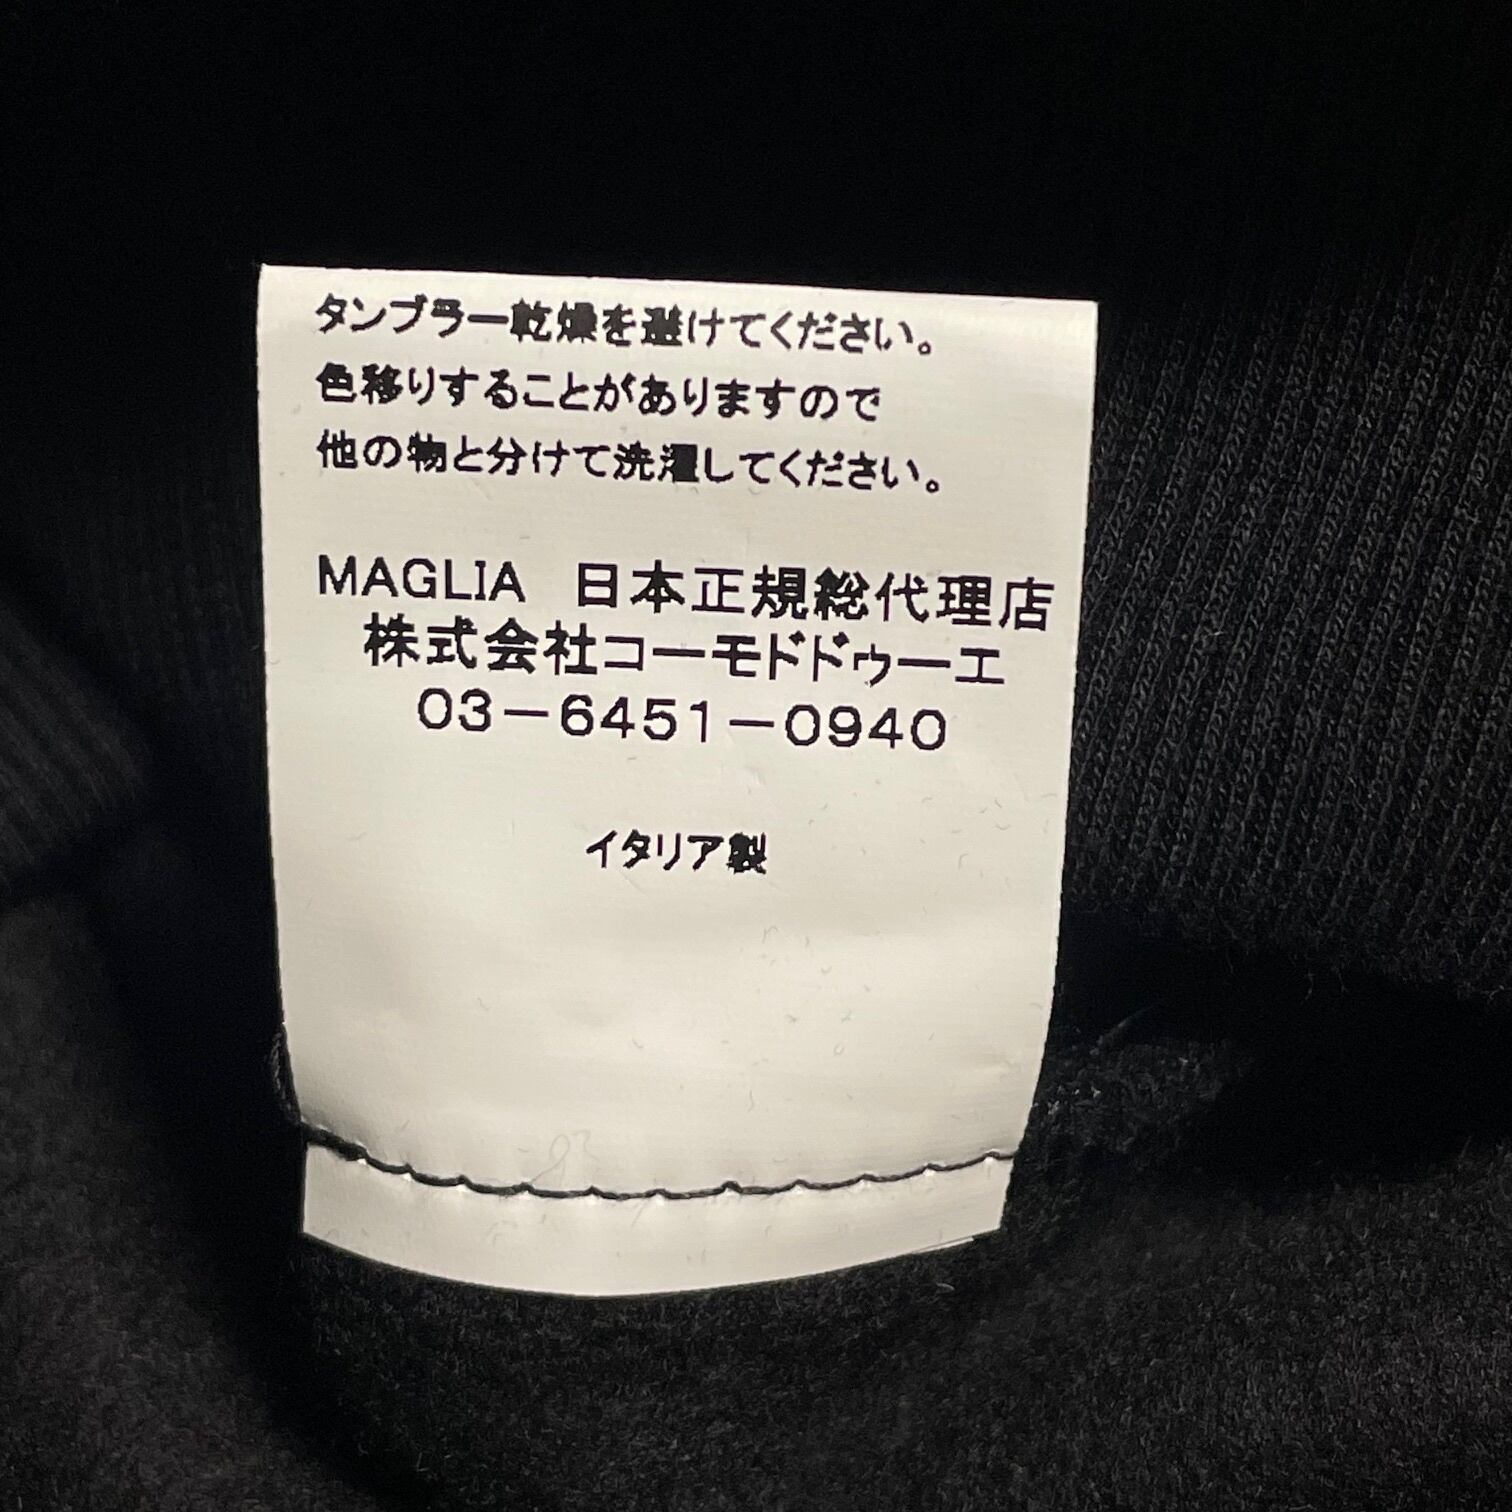 タンブラー乾燥を避けてください。
色移りすることがありますので
他の物と分けて洗濯してください。
MAGLIA　日本正規総代理店
株式会社コーモドドゥーエ
03－6451－0940
イタリア製